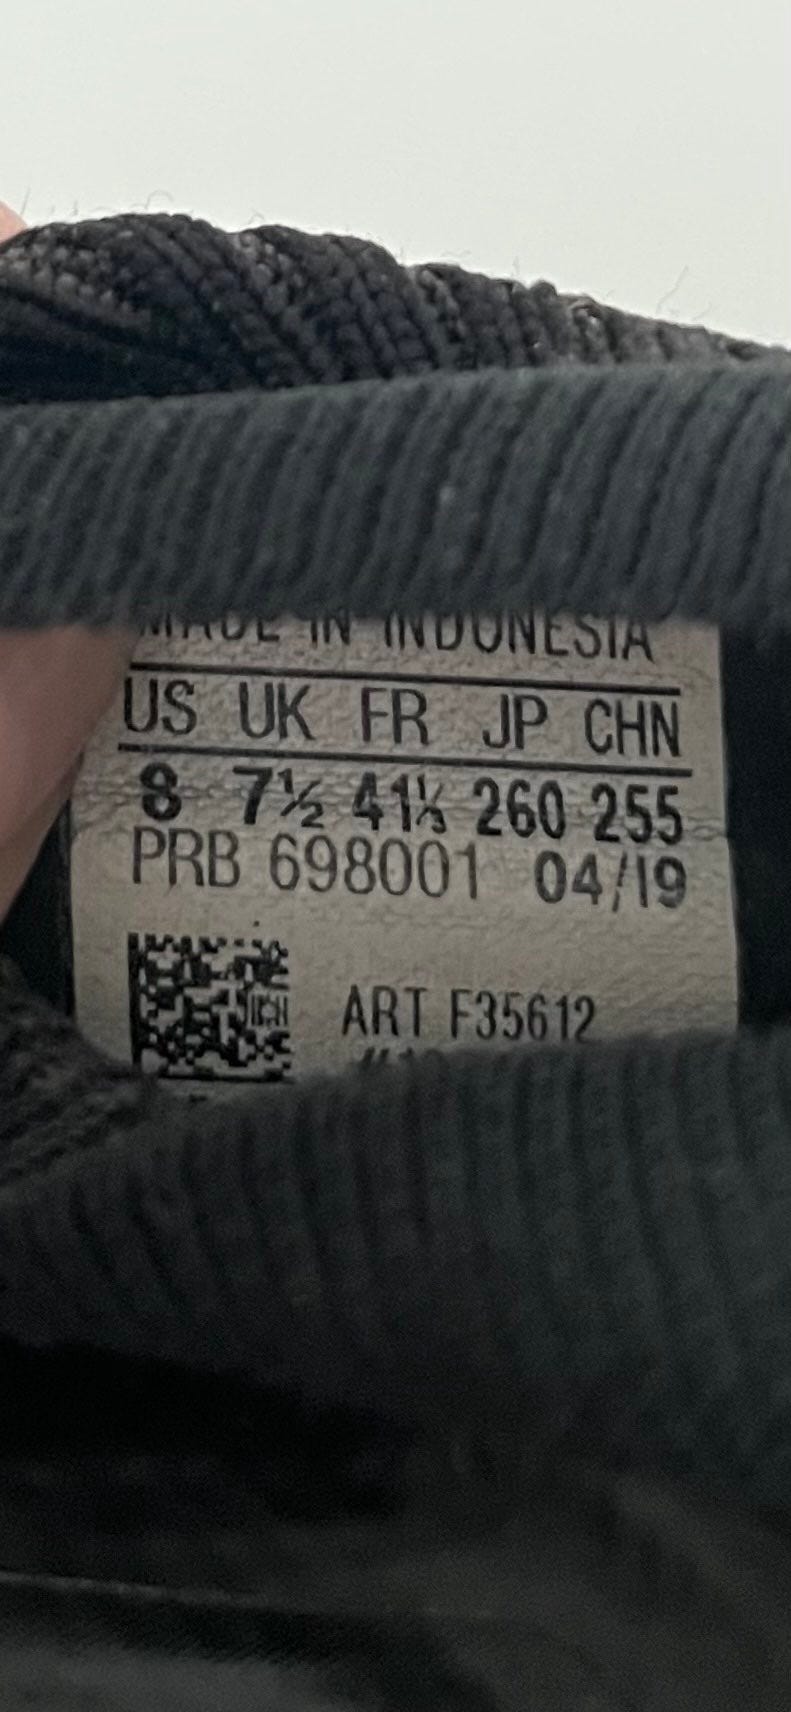 MADE IN INDONESIA
US UK FR JP CHN
8 7½ 41⅓ 260 255
PRB 698001 04/19
ART F35612